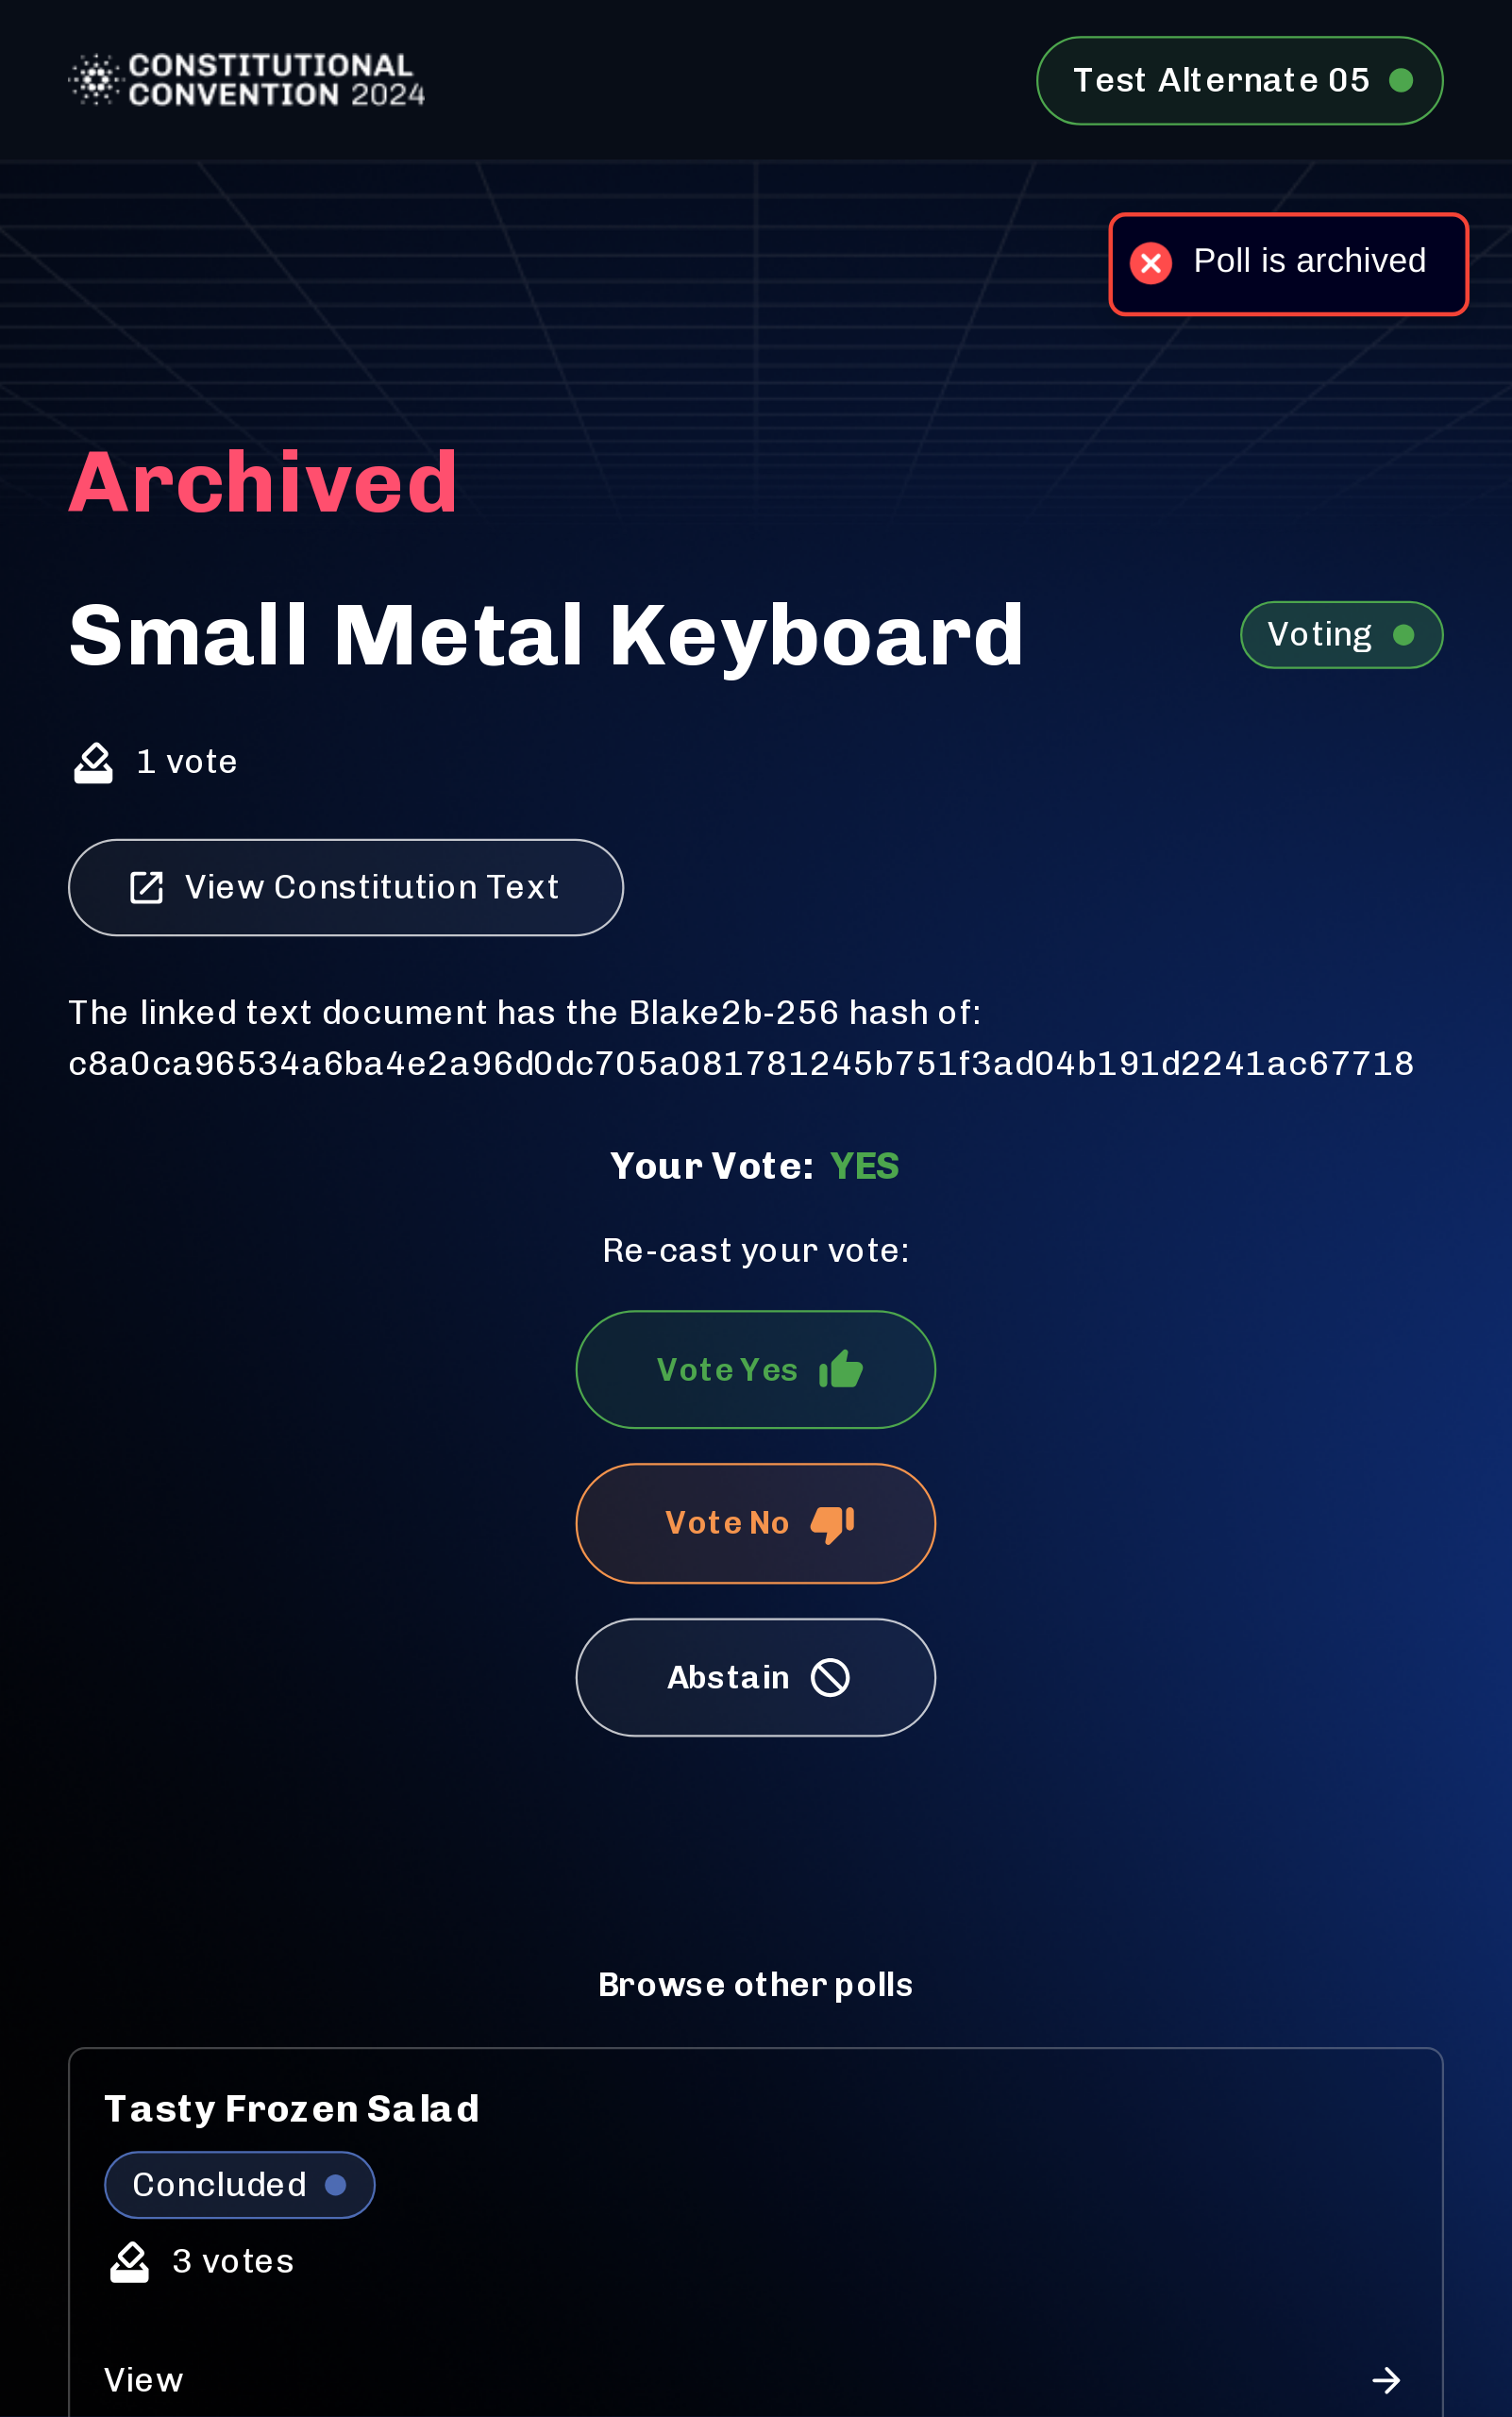 CONSTITUTIONAL
CONVENTION 2024
Test Alternate 05
Poll is archived
Archived
Small Metal Keyboard
Voting
1 vote
View Constitution Text
The linked text document has the Blake2b-256 hash of:
c8a0ca96534a6ba4e2a96d0dc705a081781245b751f3ad04b191d2241ac67718
Your Vote: YES
Re-cast your vote:
Vote Yes
Vote No
Abstain
Browse other polls
Tasty Frozen Salad
Concluded
3 votes
View